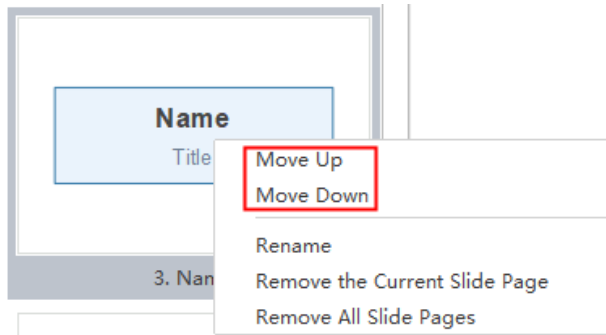 Name
Title
Move Up
Move Down
Rename
3. Nam
Remove the Current Slide Page
Remove All Slide Pages